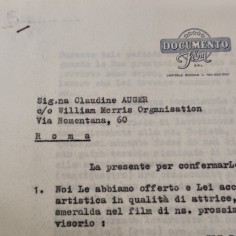 DOCUMENTO
Film
S.R.L.
Sig.na Claudine AUGER
c/o William Morris Organisation
Via Nomentana, 60
R o m a
La presente per confermarLe
1. Noi Le abbiamo offerto e Lei acc
artistica in qualità di attrice,
smeralda nel film di ns. prossim
visorio :